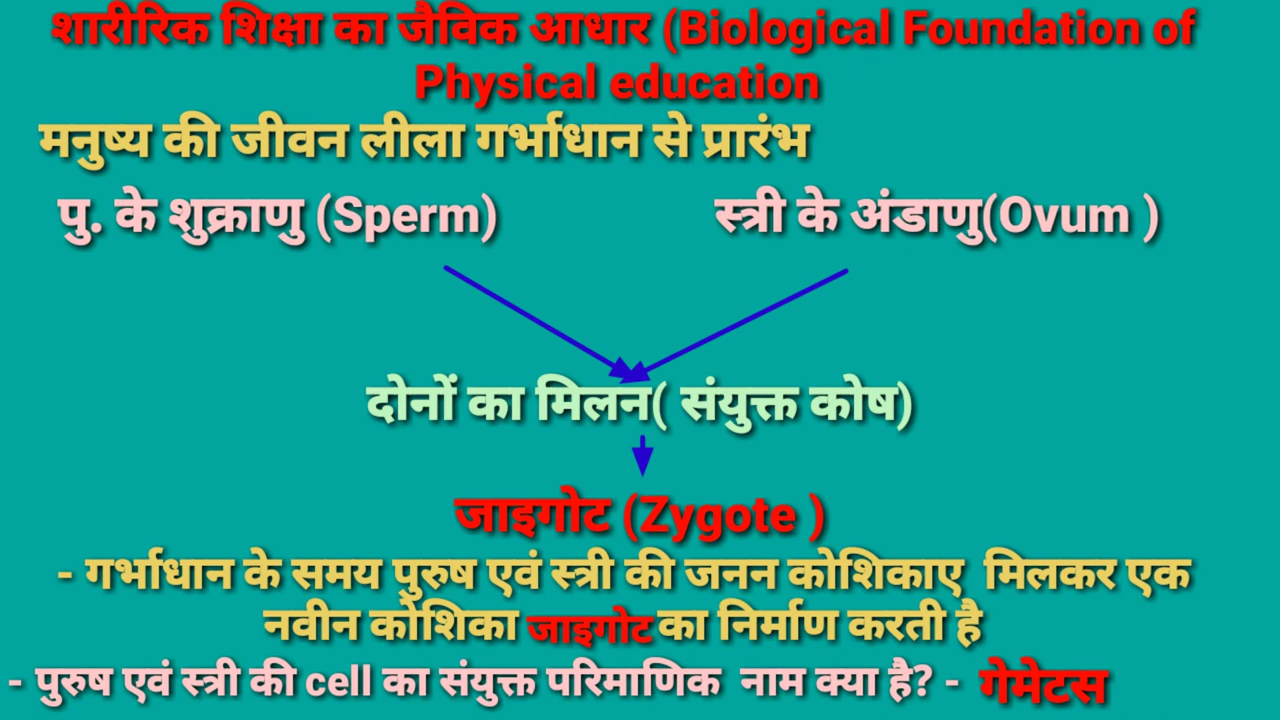 शारीरिक शिक्षा का जैविक आधार (Biological Foundation of
Physical education
मनुष्य की जीवन लीला गर्भाधान से प्रारंभ
पु. के शुक्राणु (Sperm)
स्त्री के अंडाणु(Ovum )
दोनों का मिलन( संयुक्त कोष)
जाइगोट (Zygote )
- गर्भाधान के समय पुरुष एवं स्त्री की जनन कोशिकाए मिलकर एक
नवीन कोशिका जाइगोट का निर्माण करती है
- पुरुष एवं स्त्री की cell का संयुक्त परिमाणिक नाम क्या है? - गेमेटस